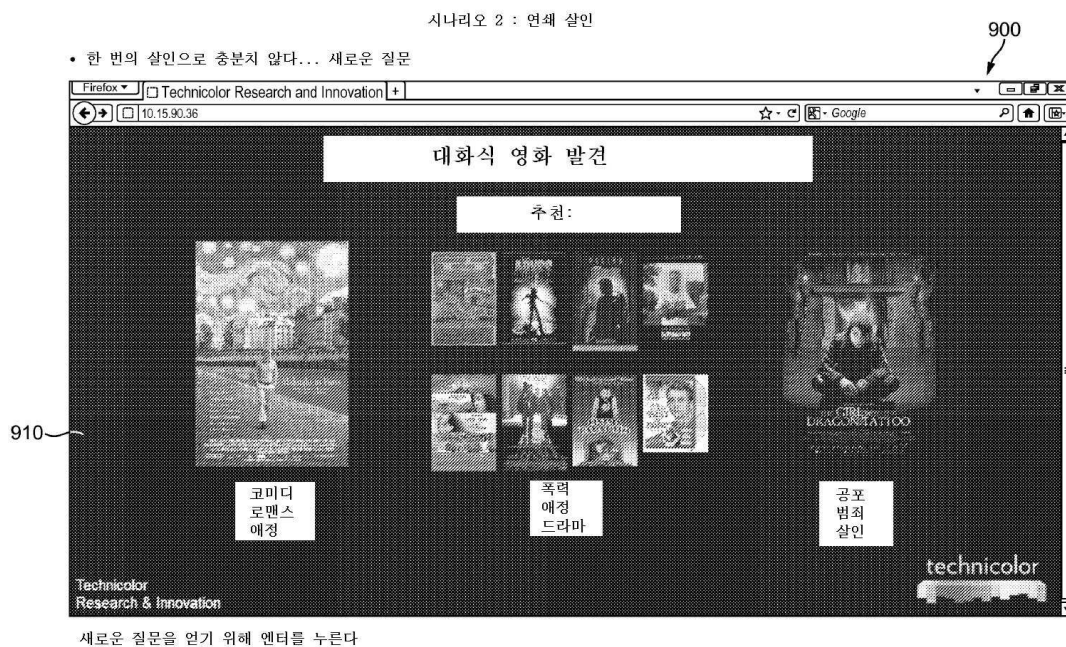 시나리오 2 : 연쇄 살인
900
• 한 번의 살인으로 충분치 않다... 새로운 질문
Firefox
Technicolor Research and Innovation +
10.15.90.36
Google
대화식 영화 발견
추천:
THE GIRL
DRAGON TATTOO
910
코미디
로맨스
애정
폭력
애정
드라마
공포
범죄
살인
technicolor
Technicolor
Research & Innovation
새로운 질문을 얻기 위해 엔터를 누른다